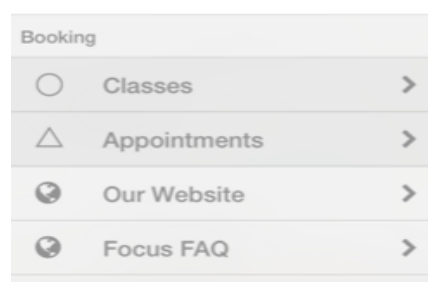 Booking
Classes
Appointments
Our Website
Focus FAQ